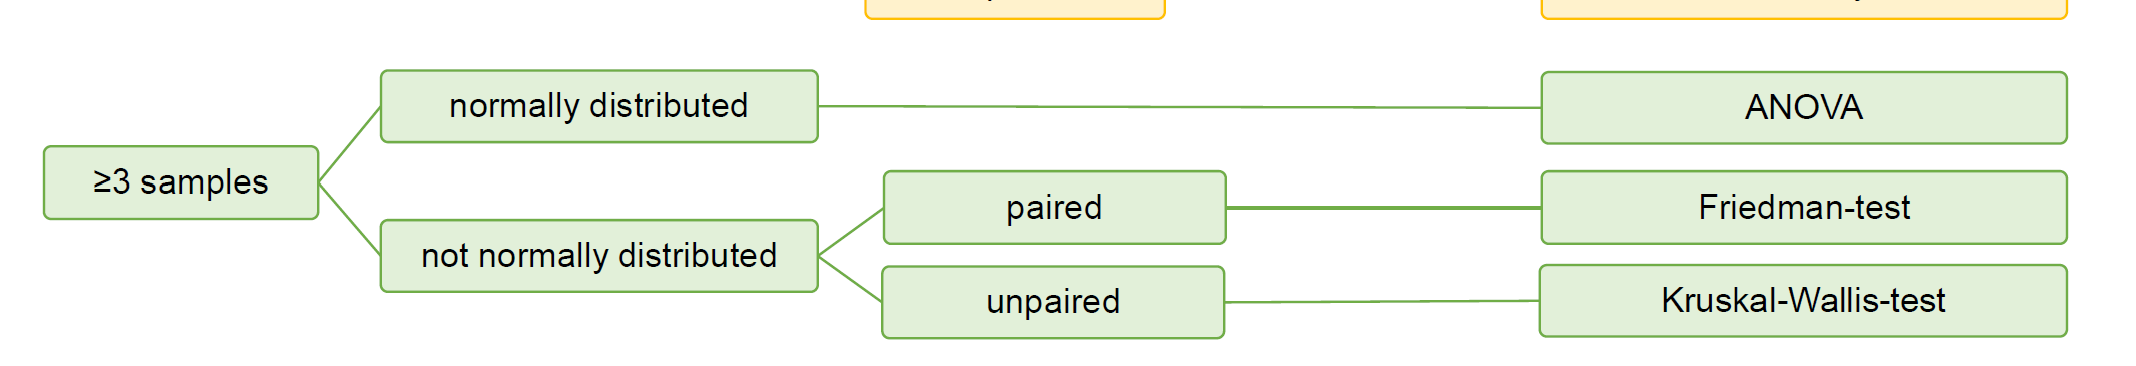 normally distributed
ANOVA
≥3 samples
paired
Friedman-test
not normally distributed
unpaired
Kruskal-Wallis-test